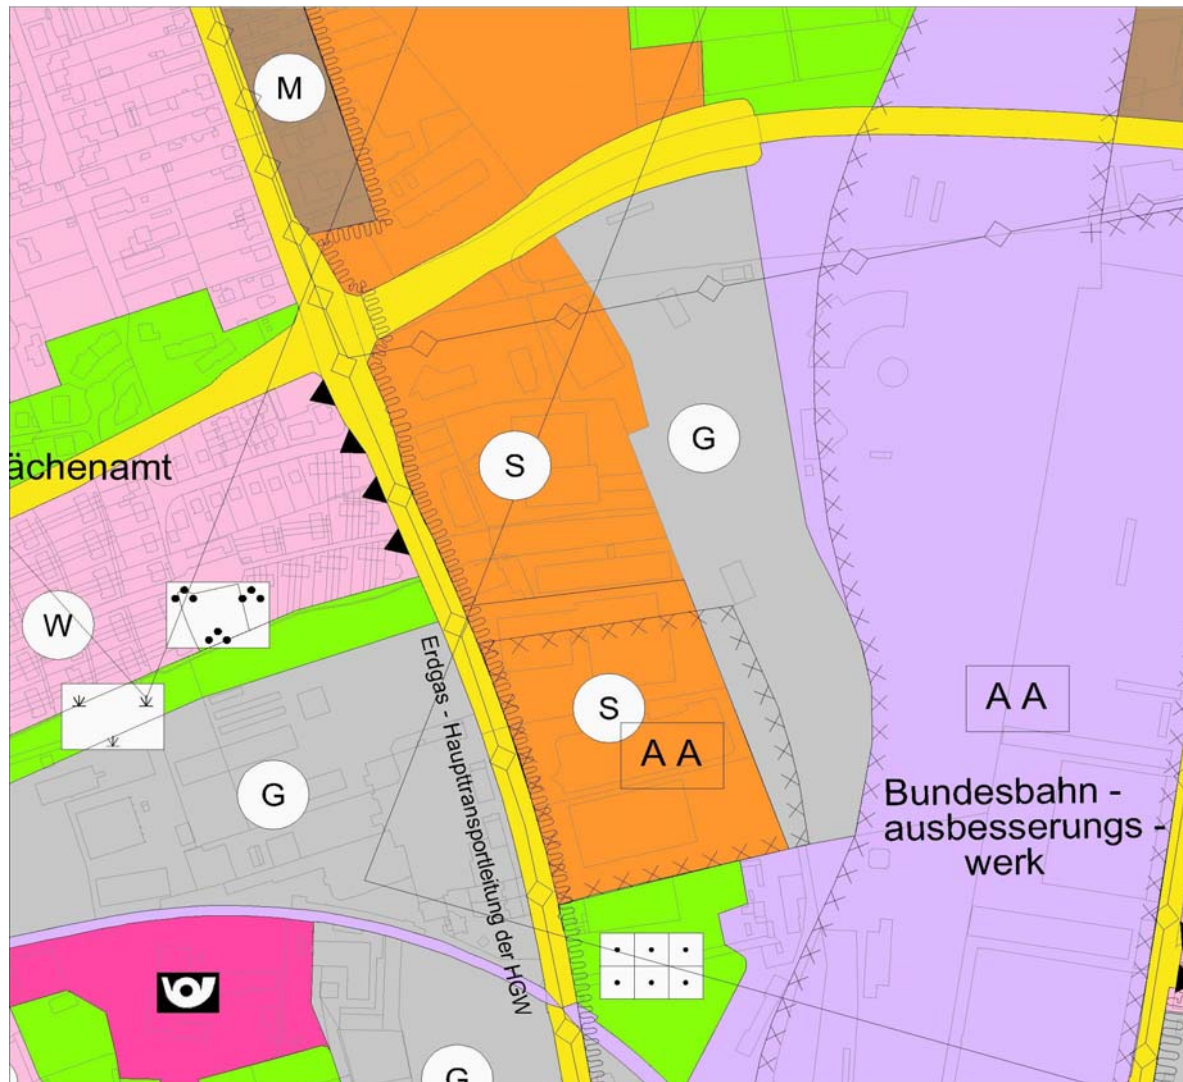 M
ächenamt
S
G
W
S
A A
A A
G
Erdgas - Haupttransportleitung der HGW
Bundesbahn -
ausbesserungs -
werk
G